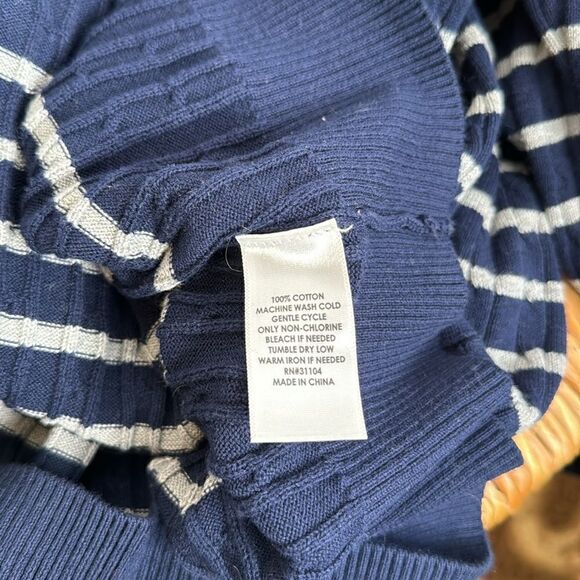 100% COTTON
MACHINE WASH COLD
GENTLE CYCLE
ONLY NON-CHLORINE
BLEACH IF NEEDED
TUMBLE DRY LOW
WARM IRON IF NEEDED
RN#31104
MADE IN CHINA